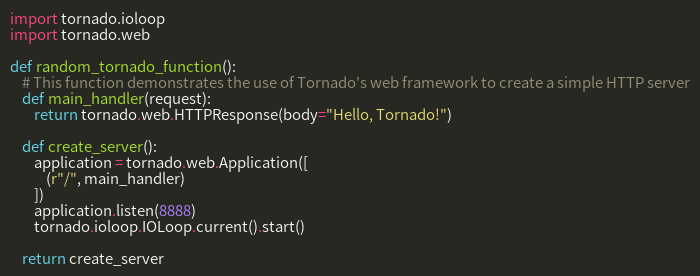 import tornado.ioloop
import tornado.web

def random_tornado_function():
    # This function demonstrates the use of Tornado's web framework to create a simple HTTP server
    def main_handler(request):
        return tornado.web.HTTPResponse(body="Hello, Tornado!")

    def create_server():
        application = tornado.web.Application([
            (r"/", main_handler)
        ])
        application.listen(8888)
        tornado.ioloop.IOLoop.current().start()

    return create_server